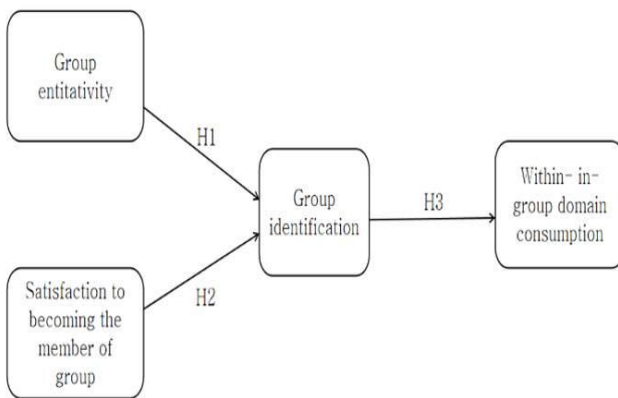 Group
entitativity
H1
Group
identification
H3
Within- in-
group domain
consumption
H2
Satisfaction to
becoming the
member of
group